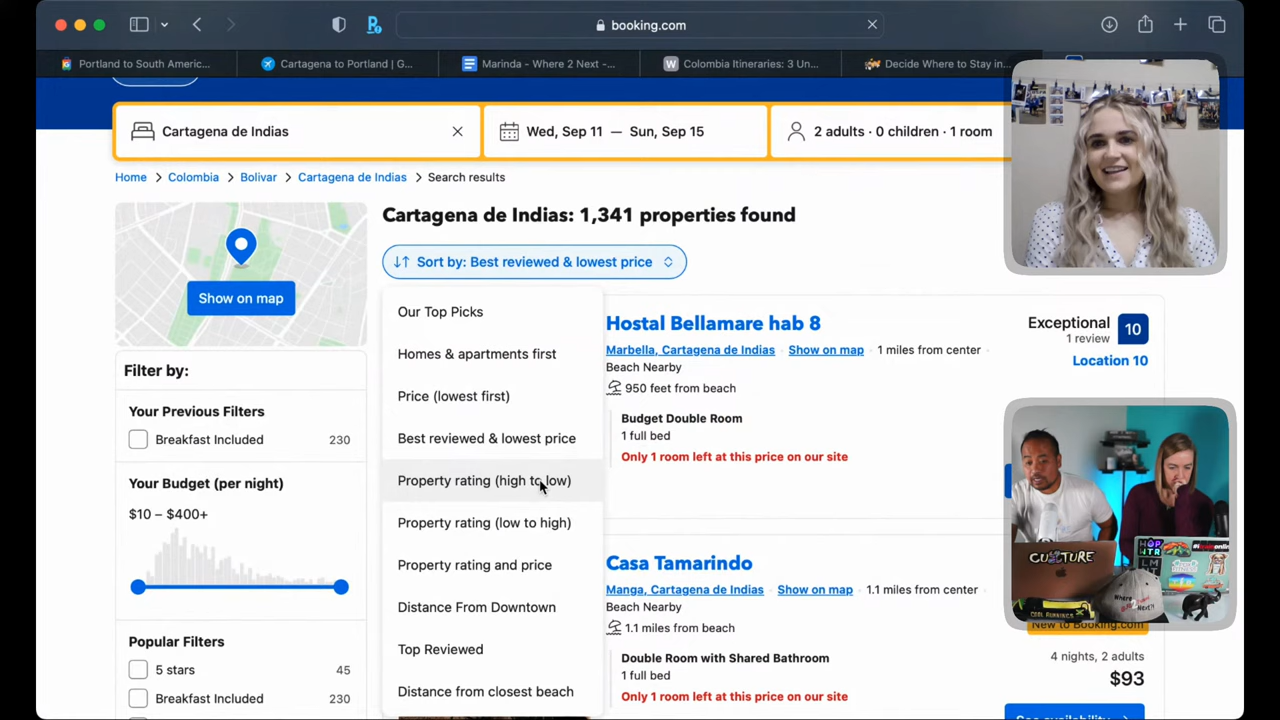 booking.com
Portland to South Americ...
Cartagena to Portland | G...
Marinda - Where 2 Next -...
Colombia Itineraries: 3 Un...
Decide Where to Stay in...
Cartagena de Indias
Wed, Sep 11 — Sun, Sep 15
2 adults · 0 children · 1 room
Home > Colombia > Bolivar > Cartagena de Indias > Search results
Cartagena de Indias: 1,341 properties found
Sort by: Best reviewed & lowest price
Show on map
Our Top Picks
Homes & apartments first
Price (lowest first)
Best reviewed & lowest price
Property rating (high to low)
Property rating (low to high)
Property rating and price
Distance From Downtown
Top Reviewed
Distance from closest beach
Filter by:
Your Previous Filters
Breakfast Included 230
Your Budget (per night)
$10 – $400+
Popular Filters
5 stars 45
Breakfast Included 230
Hostal Bellamare hab 8
Exceptional 10
1 review
Marbella, Cartagena de Indias Show on map · 1 miles from center ·
Location 10
Beach Nearby
950 feet from beach
Budget Double Room
1 full bed
Only 1 room left at this price on our site
Casa Tamarindo
Manga, Cartagena de Indias · Show on map · 1.1 miles from center ·
Beach Nearby
New to Booking.com
1.1 miles from beach
4 nights, 2 adults
Double Room with Shared Bathroom
$93
1 full bed
Only 1 room left at this price on our site
See availability
CULTURE
COOL RUNNINGS